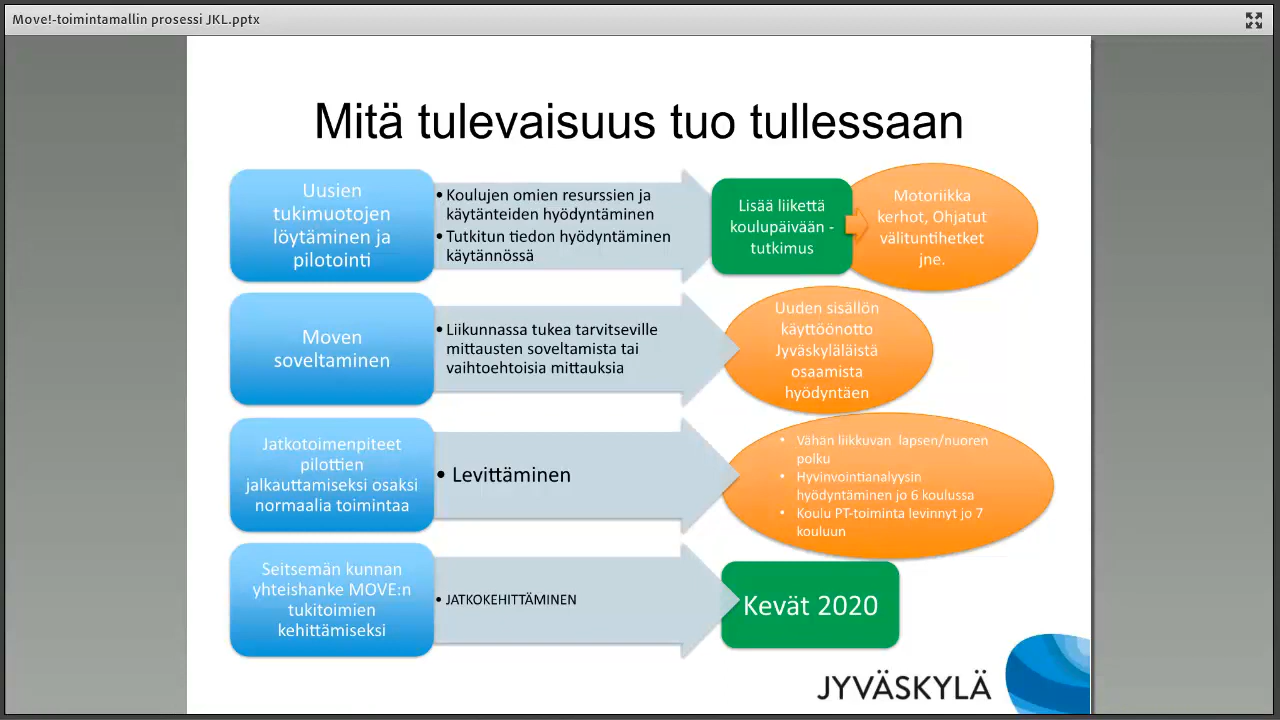 Move!-toimintamallin prosessi JKL.pptx
Mitä tulevaisuus tuo tullessaan
Uusien
tukimuotojen
löytäminen ja
pilotointi
• Koulujen omien resurssien ja
käytänteiden hyödyntäminen
• Tutkitun tiedon hyödyntäminen
käytännössä
Lisää liikettä
koulupäivään -
tutkimus
Motoriikka
kerhot, Ohjatut
välituntihetket
jne.
Moven
soveltaminen
• Liikunnassa tukea tarvitseville
mittausten soveltamista tai
vaihtoehtoisia mittauksia
Uuden sisällön
käyttöönotto
Jyväskyläläistä
osaamista
hyödyntäen
Jatkotoimenpiteet
pilottien
jalkauttamiseksi osaksi
normaalia toimintaa
• Levittäminen
• Vähän liikkuvan lapsen/nuoren
polku
• Hyvinvointianalyysin
hyödyntäminen jo 6 koulussa
• Koulu PT-toiminta levinnyt jo 7
kouluun
Seitsemän kunnan
yhteishanke MOVE:n
tukitoimien
kehittämiseksi
• JATKOKEHITTÄMINEN
Kevät 2020
JYVÄSKYLÄ